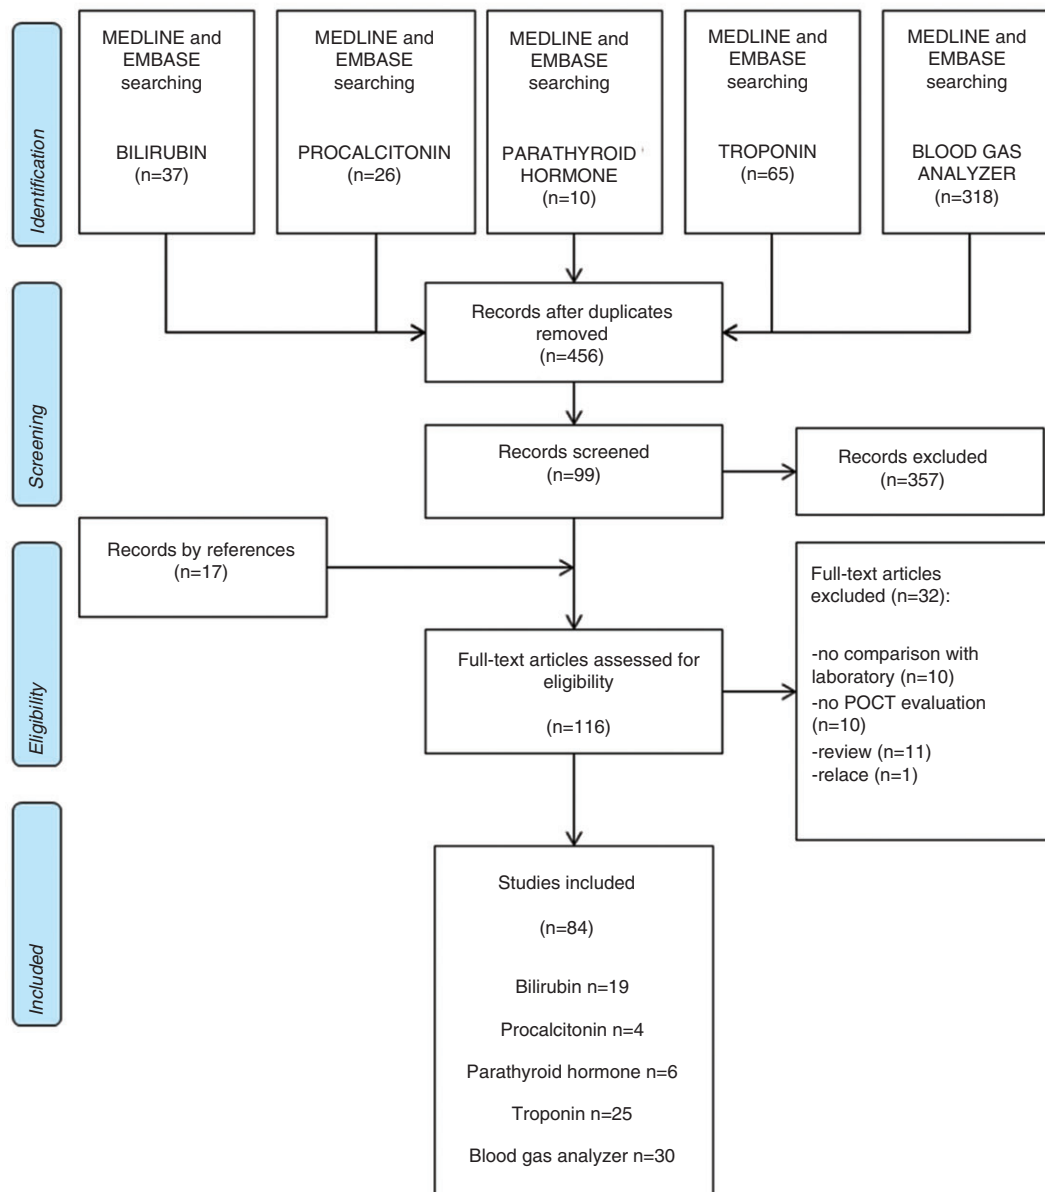 Identification
MEDLINE and
EMBASE
searching
BILIRUBIN
(n=37)
MEDLINE and
EMBASE
searching
PROCALCITONIN
(n=26)
MEDLINE and
EMBASE
searching
PARATHYROID
HORMONE
(n=10)
MEDLINE and
EMBASE
searching
TROPONIN
(n=65)
MEDLINE and
EMBASE
searching
BLOOD GAS
ANALYZER
(n=318)
Screening
Records after duplicates
removed
(n=456)
Records screened
(n=99)
Records excluded
(n=357)
Eligibility
Records by references
(n=17)
Full-text articles assessed for
eligibility
(n=116)
Full-text articles
excluded (n=32):
-no comparison with
laboratory (n=10)
-no POCT evaluation
(n=10)
-review (n=11)
-relace (n=1)
Included
Studies included
(n=84)
Bilirubin n=19
Procalcitonin n=4
Parathyroid hormone n=6
Troponin n=25
Blood gas analyzer n=30